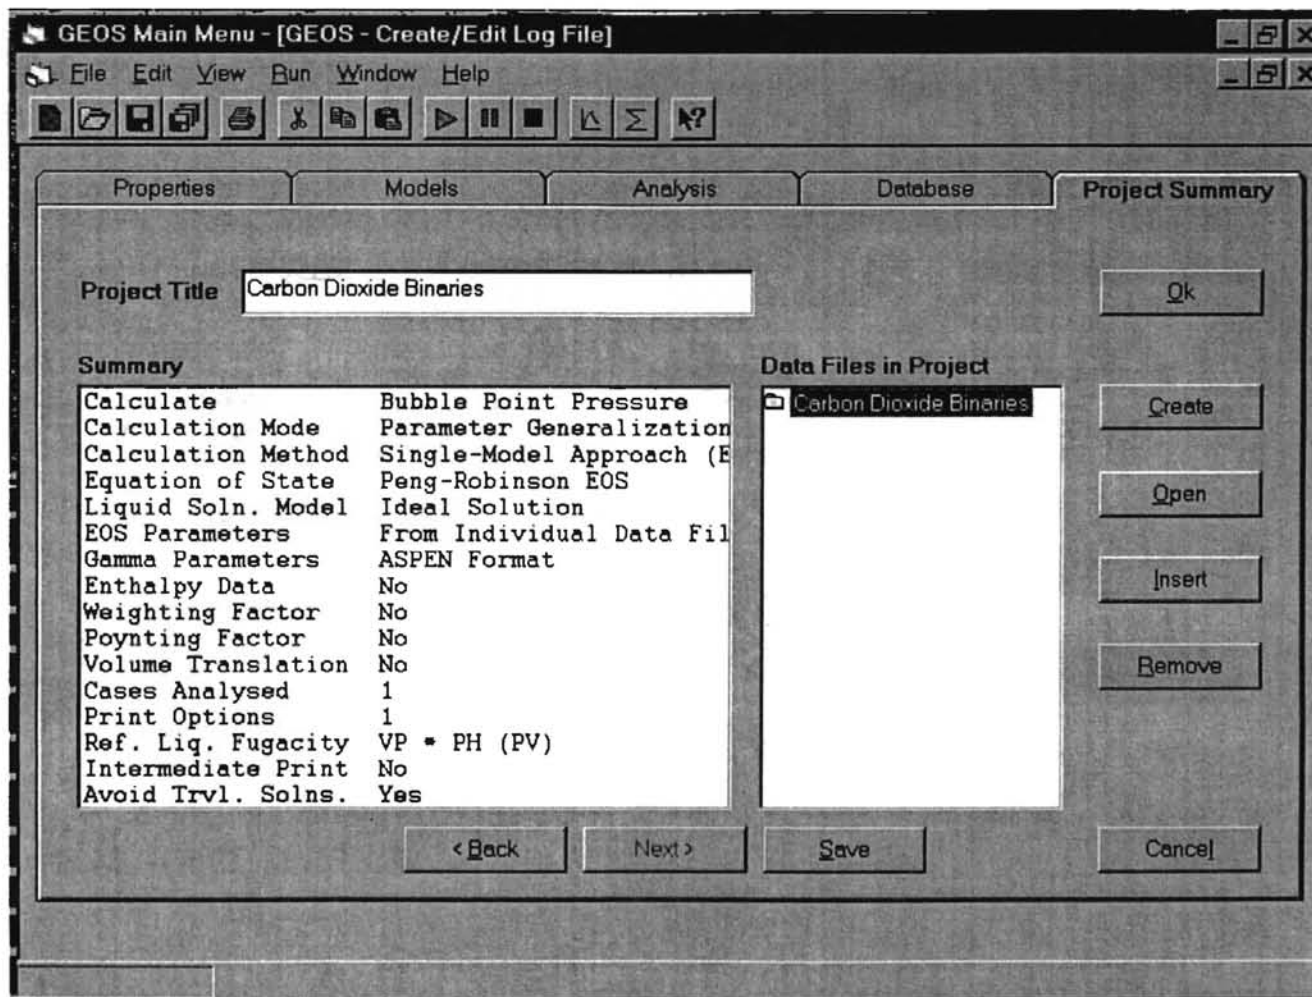 GEOS Main Menu - [GEOS - Create/Edit Log File]
File Edit View Run Window Help
Properties Models Analysis Database Project Summary
Project Title Carbon Dioxide Binaries Ok
Summary Data Files in Project
Calculate Bubble Point Pressure Carbon Dioxide Binaries Create
Calculation Mode Parameter Generalization
Calculation Method Single-Model Approach (E
Equation of State Peng-Robinson EOS Open
Liquid Soln. Model Ideal Solution
EOS Parameters From Individual Data Fil
Gamma Parameters ASPEN Format
Enthalpy Data No Insert
Weighting Factor No
Poynting Factor No
Volume Translation No Remove
Cases Analysed 1
Print Options 1
Ref. Liq. Fugacity VP * PH (PV)
Intermediate Print No
Avoid Trvl. Solns. Yes
< Back Next > Save Cancel